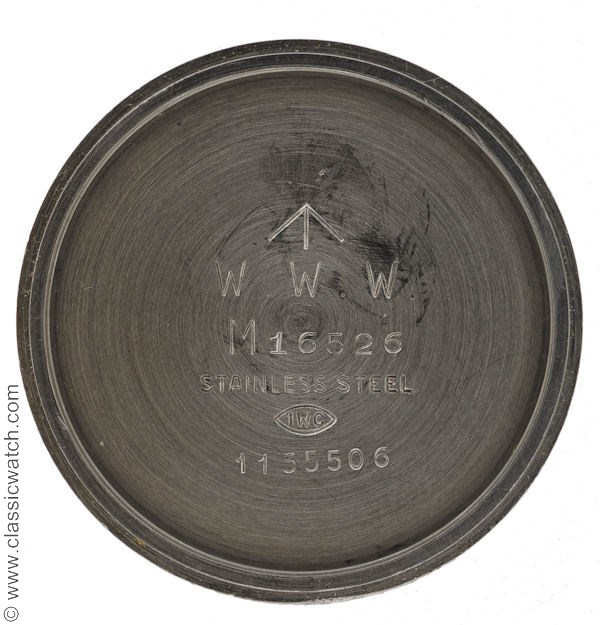 W W W.
M16526
STAINLESS STEEL
IWC
1135506
© www.classicwatch.com